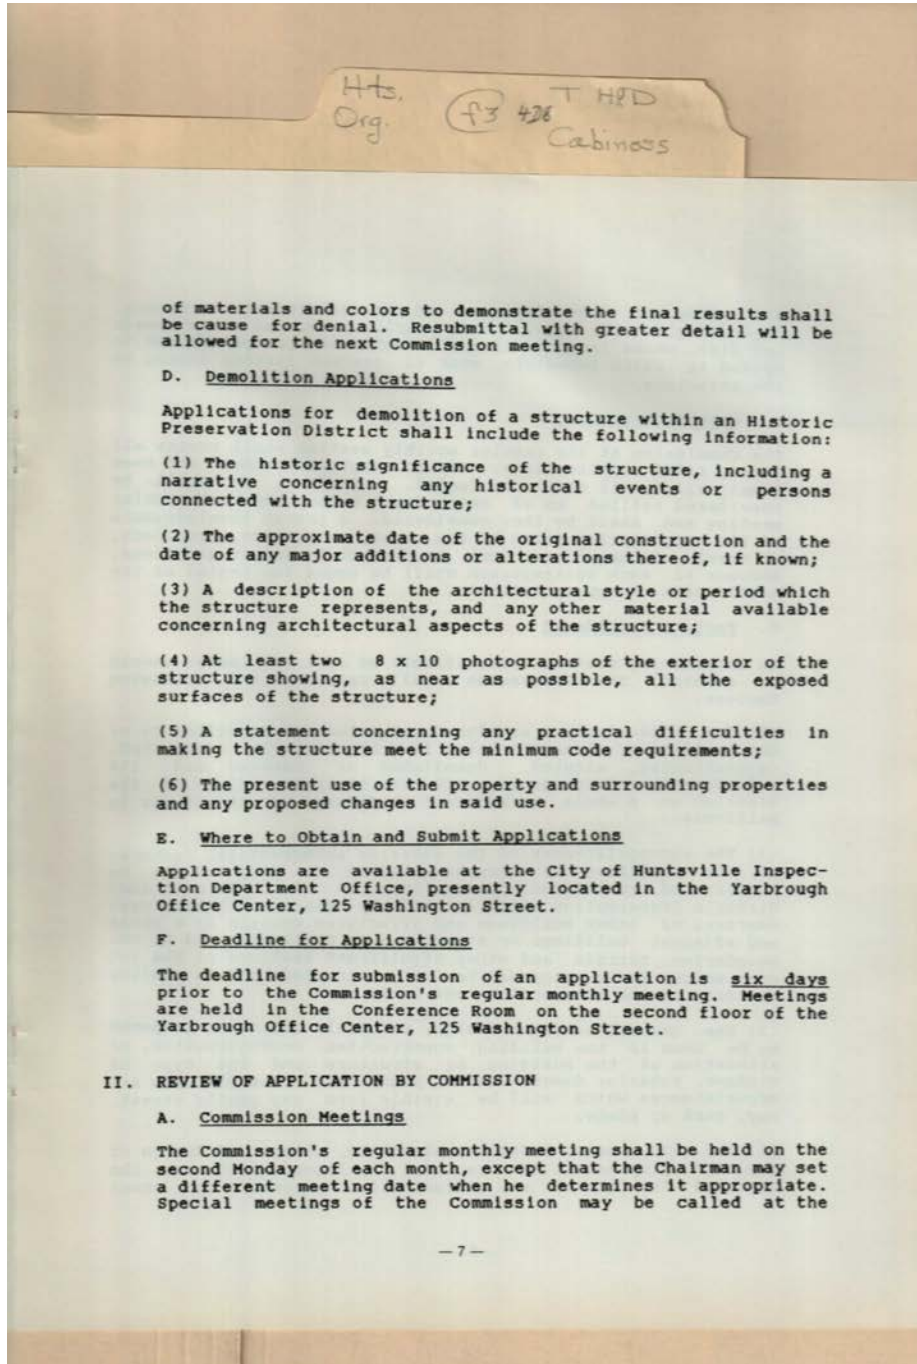 Hts. T HPD
Org. f3 426
Cabiness
of materials and colors to demonstrate the final results shall
be cause for denial. Resubmittal with greater detail will be
allowed for the next Commission meeting.
D. Demolition Applications
Applications for demolition of a structure within an Historic
Preservation District shall include the following information:
(1) The historic significance of the structure, including a
narrative concerning any historical events or persons
connected with the structure;
(2) The approximate date of the original construction and the
date of any major additions or alterations thereof, if known;
(3) A description of the architectural style or period which
the structure represents, and any other material available
concerning architectural aspects of the structure;
(4) At least two 8 x 10 photographs of the exterior of the
structure showing, as near as possible, all the exposed
surfaces of the structure;
(5) A statement concerning any practical difficulties in
making the structure meet the minimum code requirements;
(6) The present use of the property and surrounding properties
and any proposed changes in said use.
E. Where to Obtain and Submit Applications
Applications are available at the City of Huntsville Inspec-
tion Department Office, presently located in the Yarbrough
Office Center, 125 Washington Street.
F. Deadline for Applications
The deadline for submission of an application is six days
prior to the Commission's regular monthly meeting. Meetings
are held in the Conference Room on the second floor of the
Yarbrough Office Center, 125 Washington Street.
II. REVIEW OF APPLICATION BY COMMISSION
A. Commission Meetings
The Commission's regular monthly meeting shall be held on the
second Monday of each month, except that the Chairman may set
a different meeting date when he determines it appropriate.
Special meetings of the Commission may be called at the
—7—